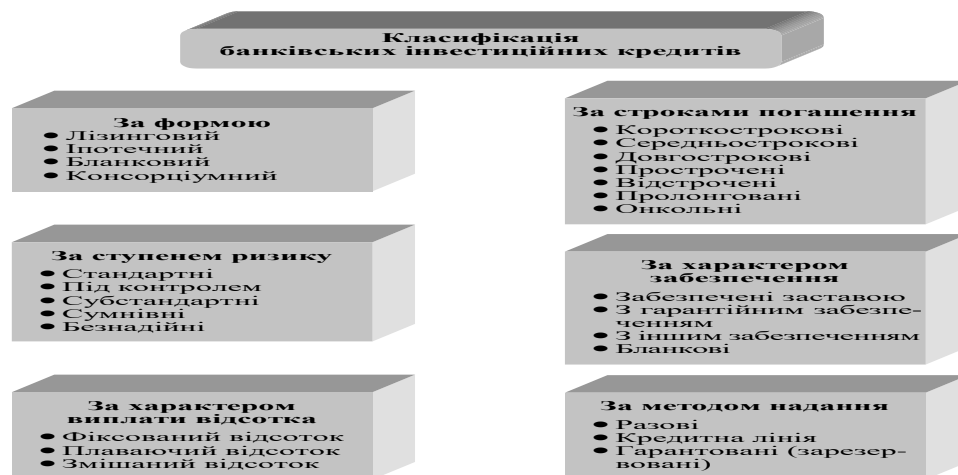 Класифікація
банківських інвестиційних кредитів
За формою
● Лізинговий
● Іпотечний
● Бланковий
● Консорціумний
За строками погашення
● Короткострокові
● Середньострокові
● Довгострокові
● Прострочені
● Відстрочені
● Пролонговані
● Онкольні
За ступенем ризику
● Стандартні
● Під контролем
● Субстандартні
● Сумнівні
● Безнадійні
За характером
забезпечення
● Забезпечені заставою
● З гарантійним забезпе-
ченням
● З іншим забезпеченням
● Бланкові
За характером
виплати відсотка
● Фіксований відсоток
● Плаваючий відсоток
● Змішаний відсоток
За методом надання
● Разові
● Кредитна лінія
● Гарантовані (зарезер-
вовані)